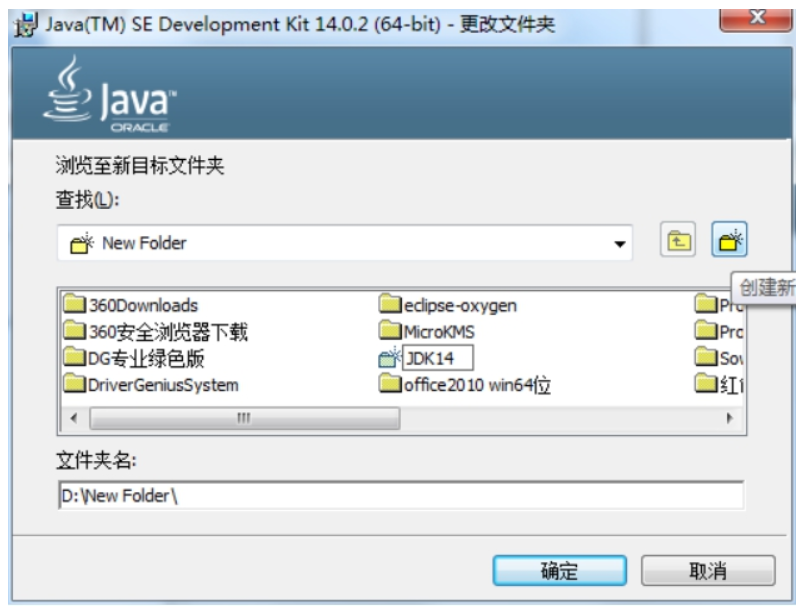 Java(TM) SE Development Kit 14.0.2 (64-bit) - 更改文件夹
Java™
ORACLE
浏览至新目标文件夹
查找(L):
New Folder
创建新
360Downloads
eclipse-oxygen
Pro
360安全浏览器下载
MicroKMS
Pro
DG专业绿色版
JDK14
Sov
DriverGeniusSystem
office2010 win64位
文件夹名:
D:\New Folder\
确定
取消